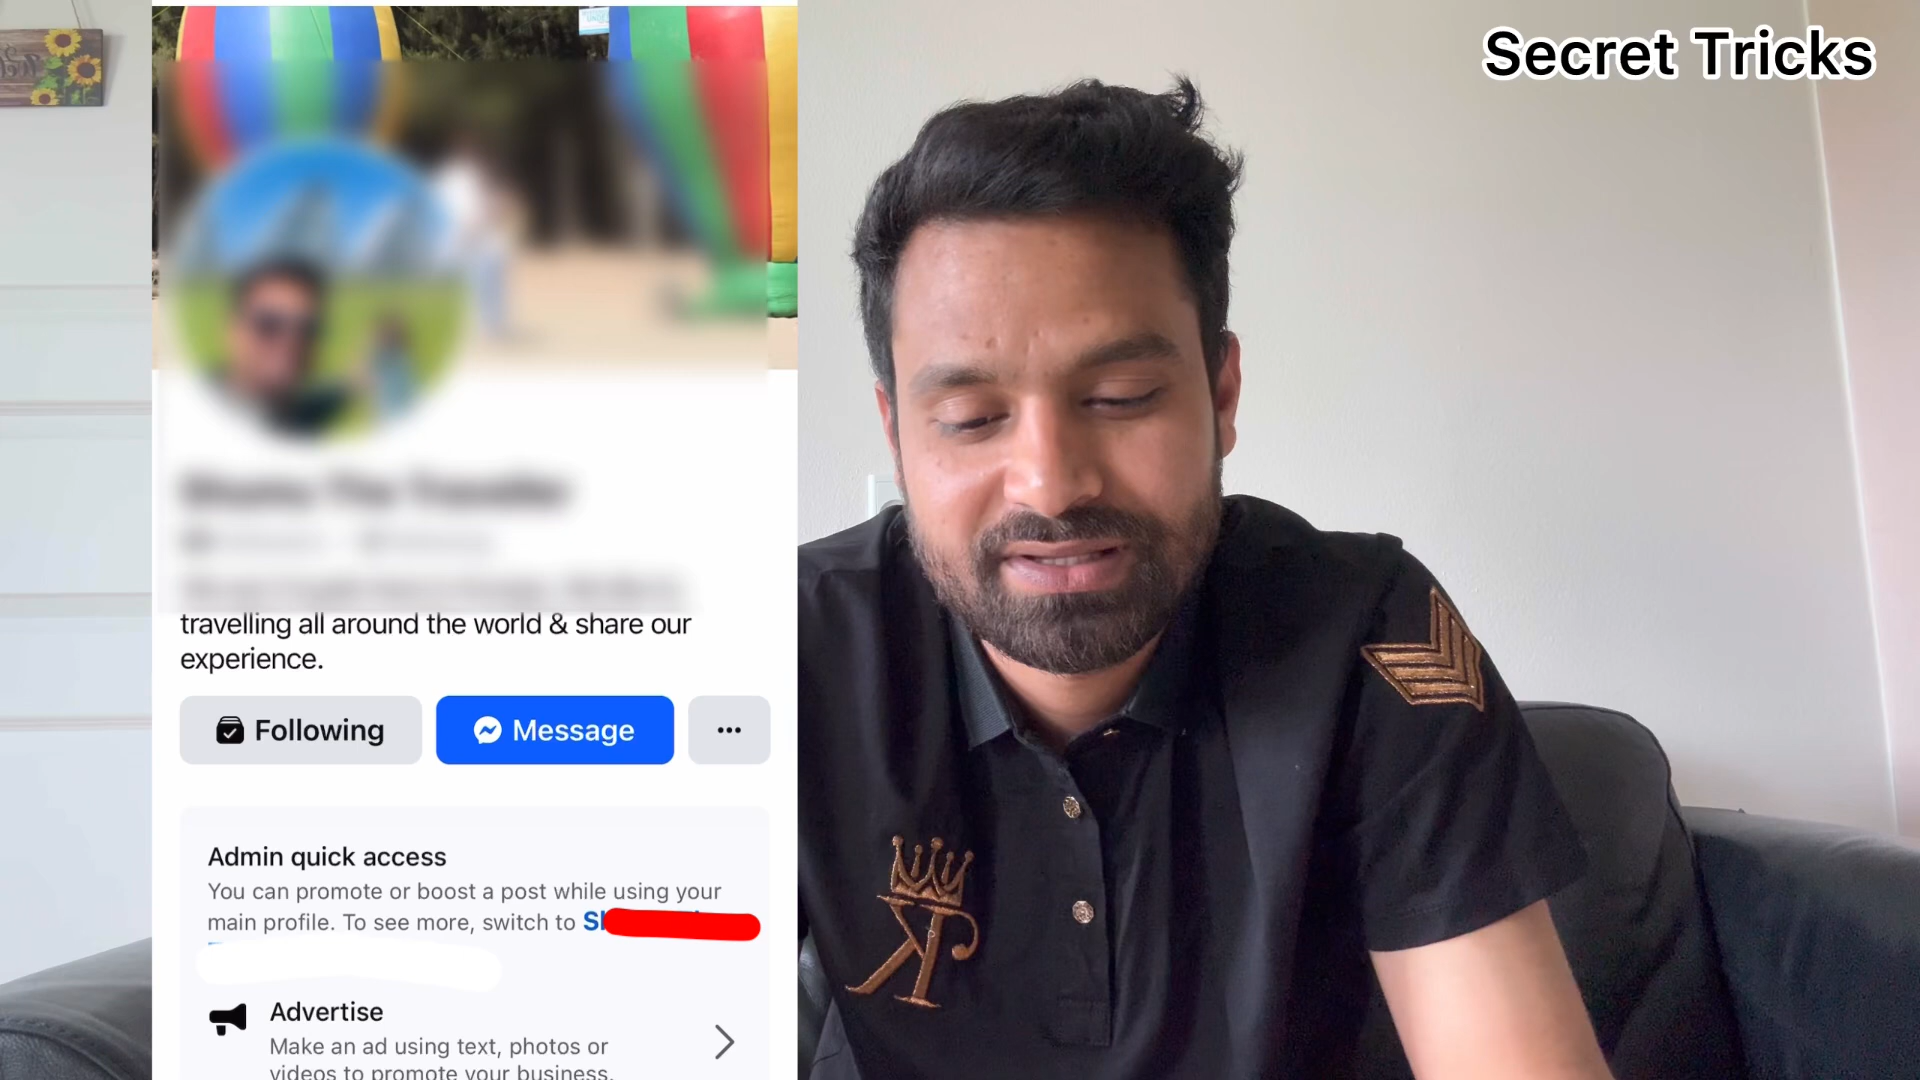 Secret Tricks
travelling all around the world & share our
experience.
Following
Message
Admin quick access
You can promote or boost a post while using your
main profile. To see more, switch to
Advertise
Make an ad using text, photos or
videos to promote your business.